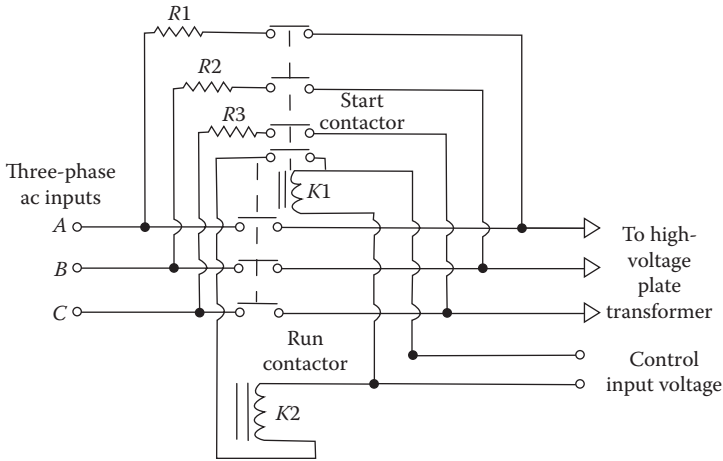 R1
R2
Start
contactor
R3
Three-phase
ac inputs
K1
A
B
C
To high-
voltage
plate
transformer
Run
contactor
Control
input voltage
K2